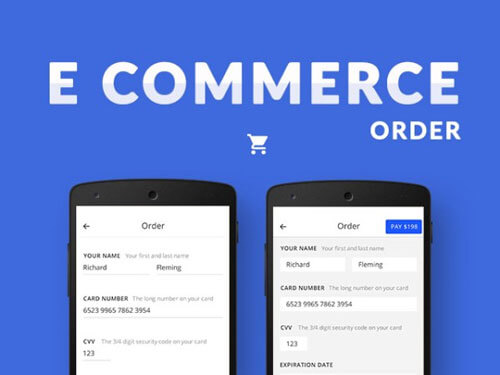 E COMMERCE
ORDER
Order
YOUR NAME Your first and last name
Richard Fleming
CARD NUMBER The long number on your card
6523 9965 7862 3954
CVV The 3/4 digit security code on your card
123
Order PAY $198
YOUR NAME Your first and last name
Richard Fleming
CARD NUMBER The long number on your card
6523 9965 7862 3954
CVV The 3/4 digit security code on your card
123
EXPIRATION DATE